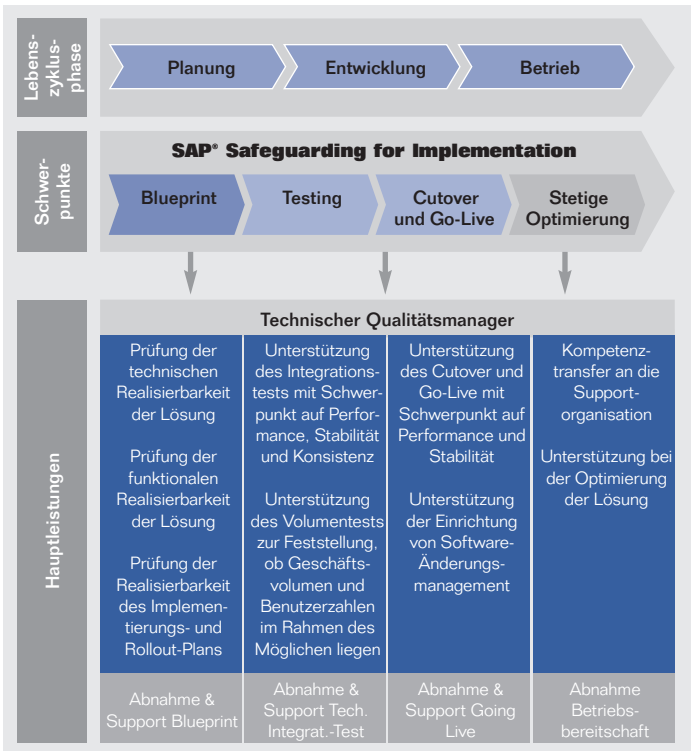 Lebens-
zyklus-
phase
Planung
Entwicklung
Betrieb
Schwer-
punkte
SAP® Safeguarding for Implementation
Blueprint
Testing
Cutover
und Go-Live
Stetige
Optimierung
Hauptleistungen
Technischer Qualitätsmanager
Prüfung der
technischen
Realisierbarkeit
der Lösung
Prüfung der
funktionalen
Realisierbarkeit
der Lösung
Prüfung der
Realisierbarkeit
des Implemen-
tierungs- und
Rollout-Plans
Unterstützung
des Integrations-
tests mit Schwer-
punkt auf Perfor-
mance, Stabilität
und Konsistenz
Unterstützung
des Volumentests
zur Feststellung,
ob Geschäfts-
volumen und
Benutzerzahlen
im Rahmen des
Möglichen liegen
Unterstützung
des Cutover und
Go-Live mit
Schwerpunkt auf
Performance und
Stabilität
Unterstützung
der Einrichtung
von Software-
Änderungs-
management
Kompetenz-
transfer an die
Support-
organisation
Unterstützung bei
der Optimierung
der Lösung
Abnahme &
Support Blueprint
Abnahme &
Support Tech.
Integrat.-Test
Abnahme &
Support Going
Live
Abnahme
Betriebs-
bereitschaft